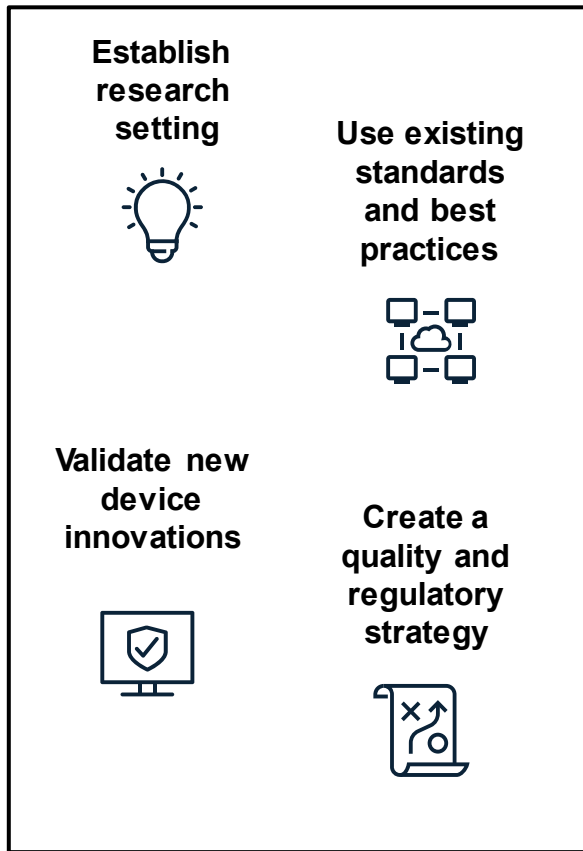 Establish
research
setting
Use existing
standards
and best
practices
Validate new
device
innovations
Create a
quality and
regulatory
strategy